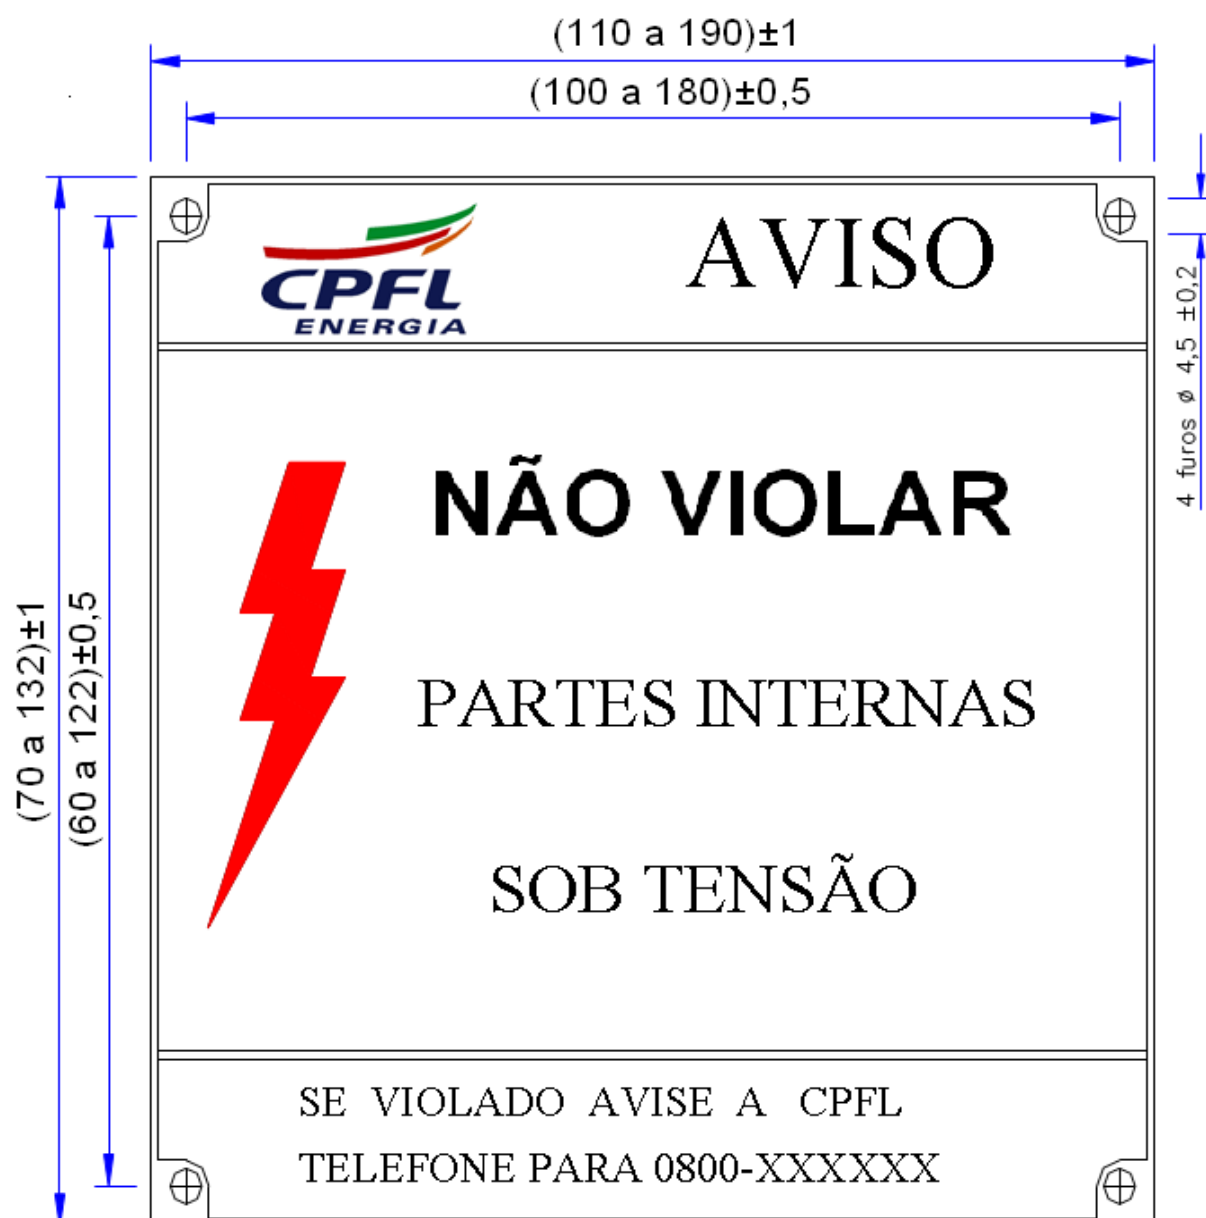 (110 a 190)±1
(100 a 180)±0,5
CPFL
ENERGIA
AVISO
4 furos ø 4,5 ±0,2
NÃO VIOLAR
PARTES INTERNAS
SOB TENSÃO
(70 a 132)±1
(60 a 122)±0,5
SE VIOLADO AVISE A CPFL
TELEFONE PARA 0800-XXXXXX